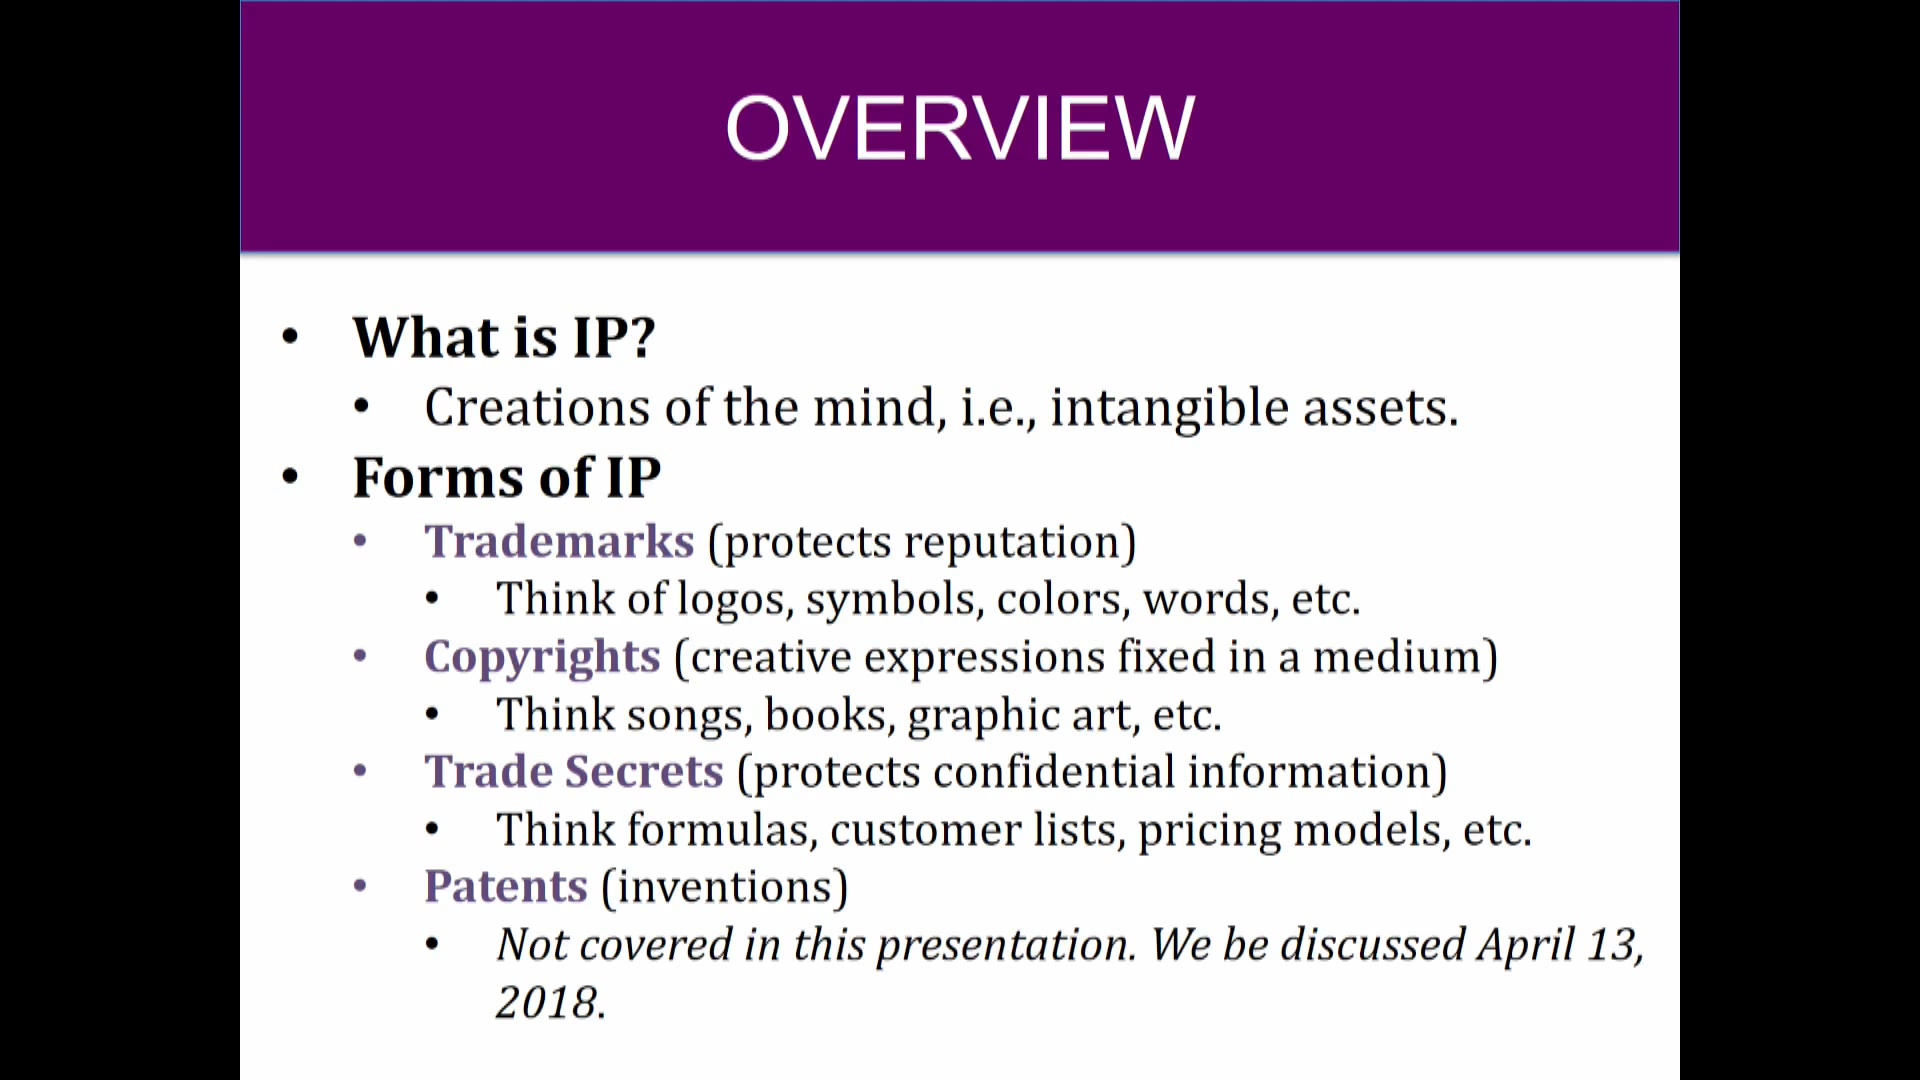 OVERVIEW
• What is IP?
• Creations of the mind, i.e., intangible assets.
• Forms of IP
• Trademarks (protects reputation)
• Think of logos, symbols, colors, words, etc.
• Copyrights (creative expressions fixed in a medium)
• Think songs, books, graphic art, etc.
• Trade Secrets (protects confidential information)
• Think formulas, customer lists, pricing models, etc.
• Patents (inventions)
• Not covered in this presentation. We be discussed April 13,
2018.